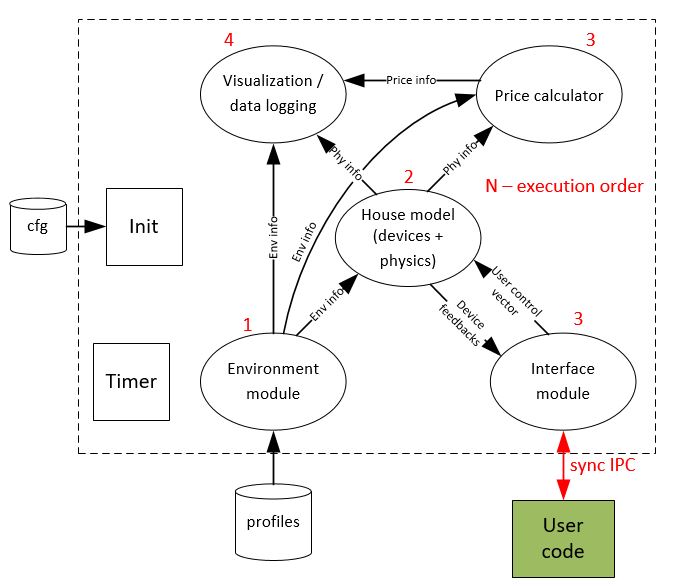 4
3
Visualization /
data logging
Price info
Price calculator
Phy info
Phy info
2
N – execution order
cfg
Init
House model
(devices +
physics)
Env info
Env info
Env info
User control
vector
Device
feedbacks
1
3
Timer
Environment
module
Interface
module
sync IPC
profiles
User
code